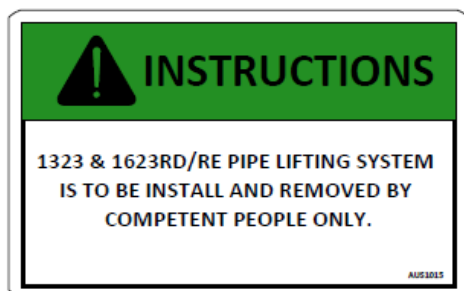 INSTRUCTIONS
1323 & 1623RD/RE PIPE LIFTING SYSTEM
IS TO BE INSTALL AND REMOVED BY
COMPETENT PEOPLE ONLY.
AUS1015